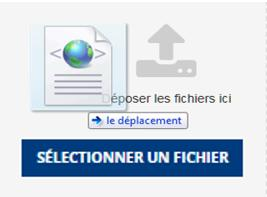 Déposer les fichiers ici
le déplacement
SÉLECTIONNER UN FICHIER